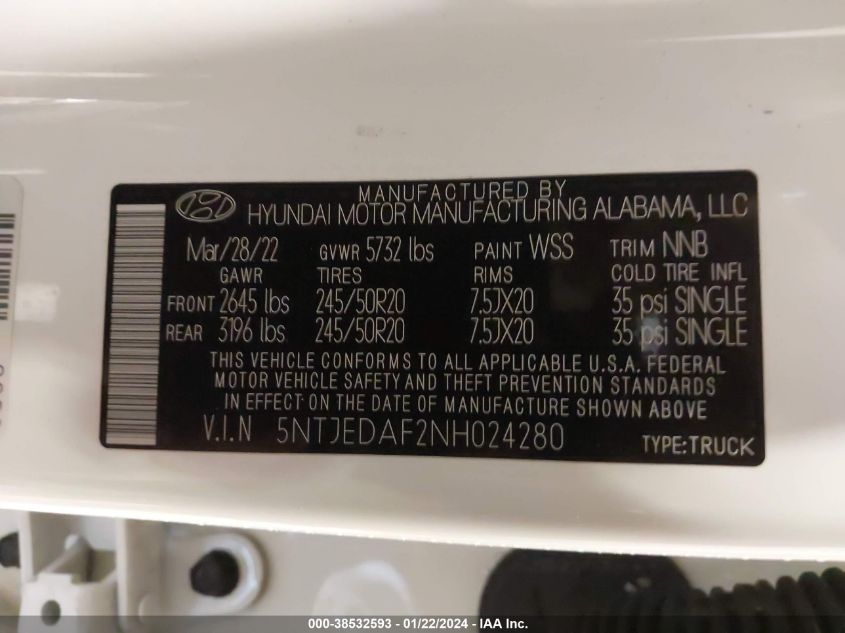 MANUFACTURED BY
HYUNDAI MOTOR MANUFACTURING ALABAMA, LLC
Mar/28/22 GVWR 5732 lbs PAINT WSS TRIM NNB
GAWR TIRES RIMS COLD TIRE INFL
FRONT 2645 lbs 245/50R20 7.5JX20 35 psi SINGLE
REAR 3196 lbs 245/50R20 7.5JX20 35 psi SINGLE
THIS VEHICLE CONFORMS TO ALL APPLICABLE U.S.A. FEDERAL
MOTOR VEHICLE SAFETY AND THEFT PREVENTION STANDARDS
IN EFFECT ON THE DATE OF MANUFACTURE SHOWN ABOVE
V.I.N 5NTJEDAF2NH024280 TYPE:TRUCK
000-38532593 - 01/22/2024 - IAA Inc.